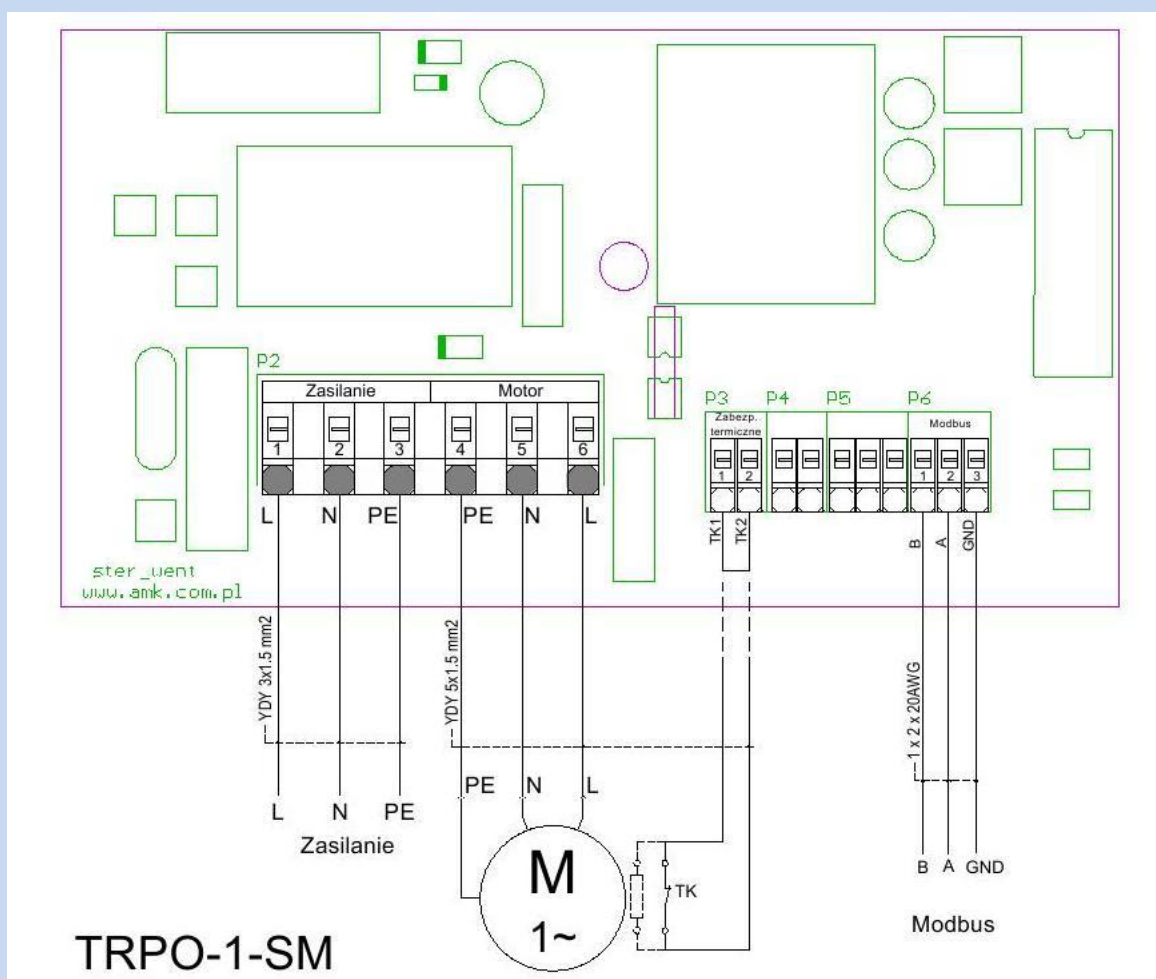 P2
Zasilanie Motor
1 2 3 4 5 6
L N PE PE N L
P3 P4 P5 P6
Zabezp.
termiczne
Modbus
1 2 1 2 3
TK1 TK2 B A GND
ster_went
www.amk.com.pl
YDY 3x1.5 mm2
YDY 5x1.5 mm2
1 x 2 x 20AWG
PE N L
L N PE
Zasilanie
M
1~
TK
B A GND
Modbus
TRPO-1-SM